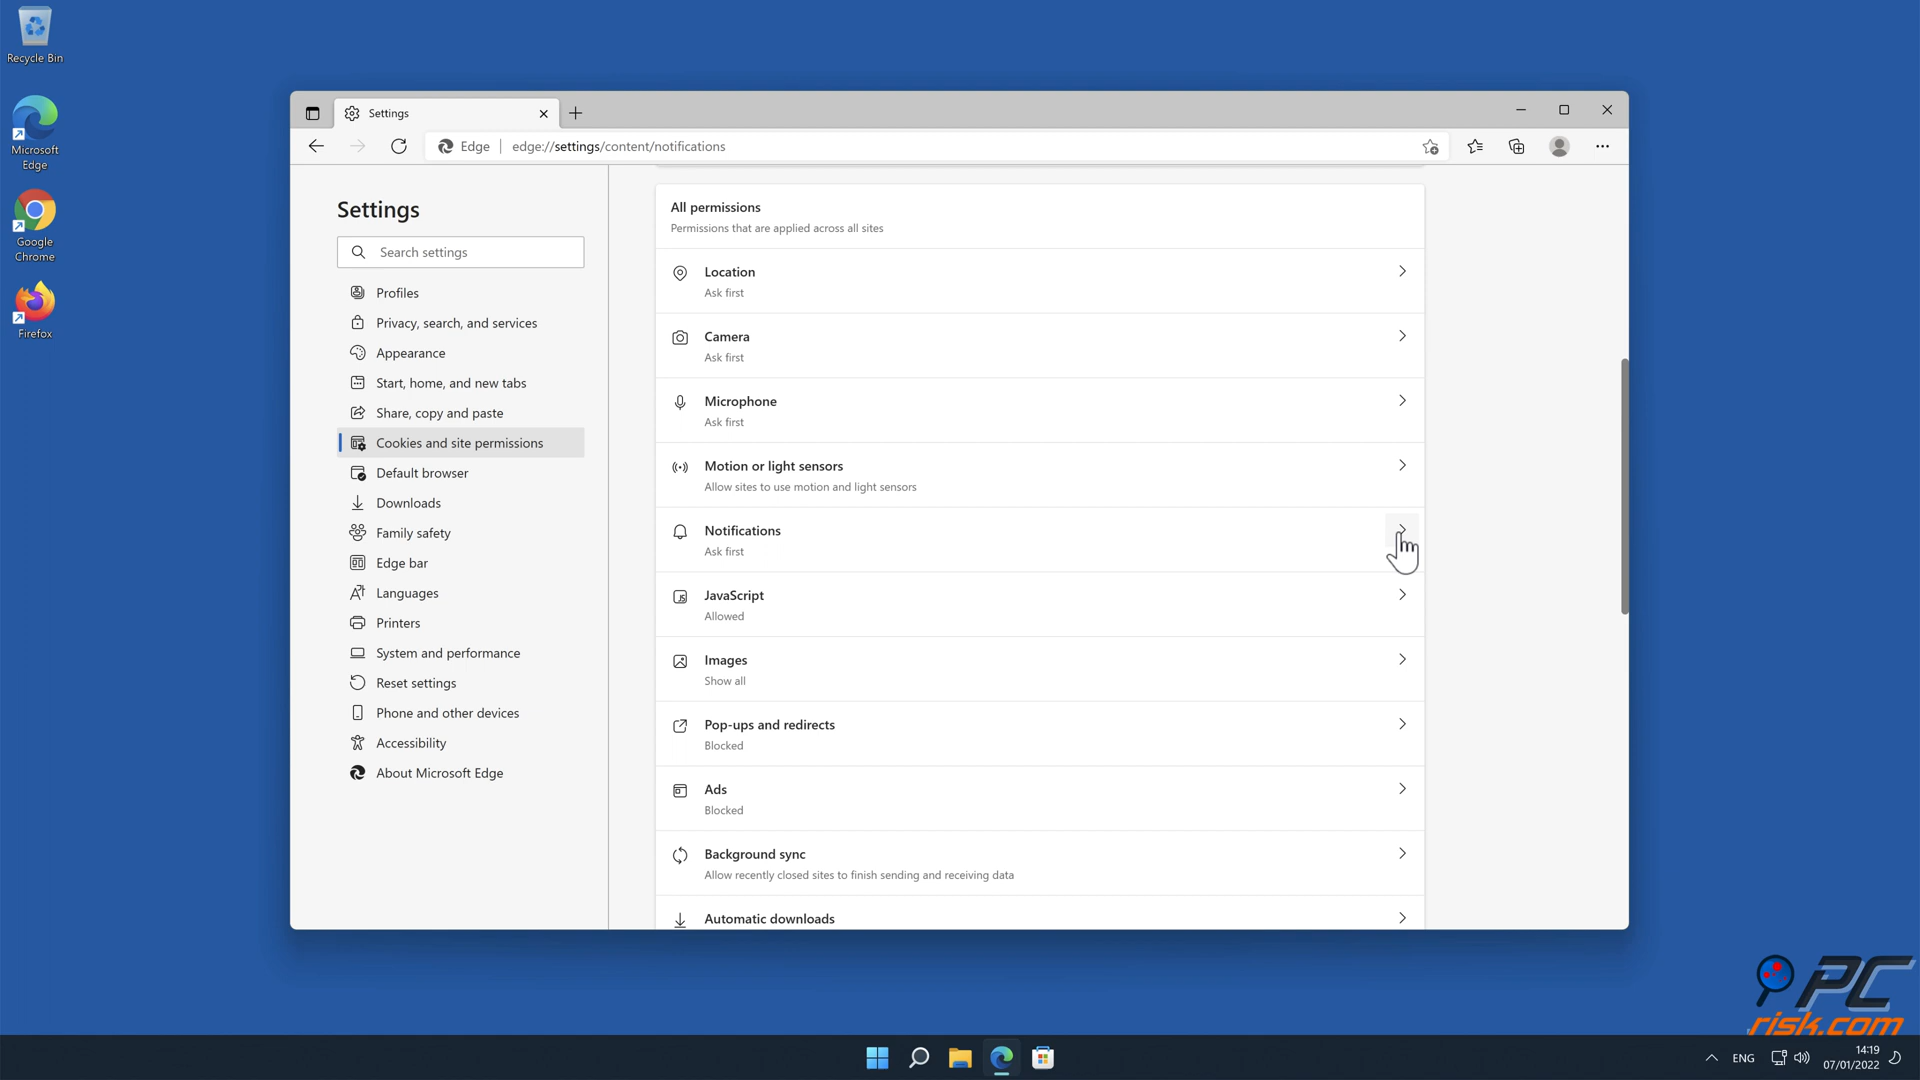 Recycle Bin
Microsoft
Edge
Google
Chrome
Firefox
Settings
Edge
edge://settings/content/notifications
Settings
Search settings
Profiles
Privacy, search, and services
Appearance
Start, home, and new tabs
Share, copy and paste
Cookies and site permissions
Default browser
Downloads
Family safety
Edge bar
Languages
Printers
System and performance
Reset settings
Phone and other devices
Accessibility
About Microsoft Edge
All permissions
Permissions that are applied across all sites
Location
Ask first
Camera
Ask first
Microphone
Ask first
Motion or light sensors
Allow sites to use motion and light sensors
Notifications
Ask first
JavaScript
Allowed
Images
Show all
Pop-ups and redirects
Blocked
Ads
Blocked
Background sync
Allow recently closed sites to finish sending and receiving data
Automatic downloads
PC
risk.com
ENG
14:19
07/01/2022